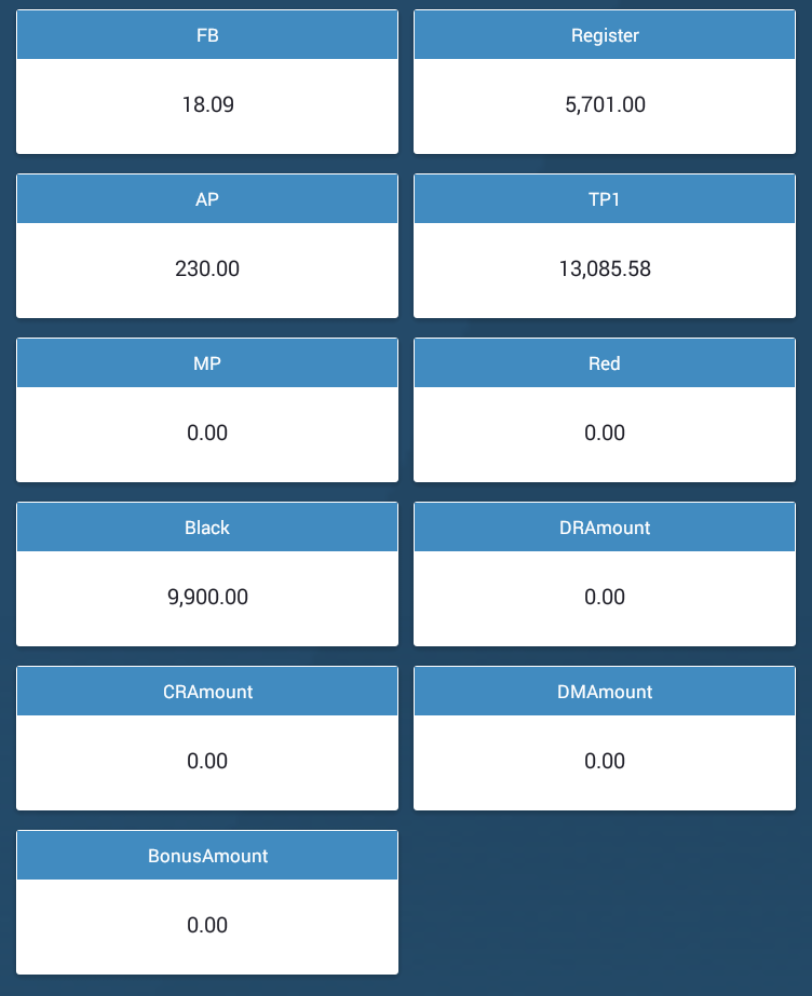 FB
18.09
Register
5,701.00
AP
230.00
TP1
13,085.58
MP
0.00
Red
0.00
Black
9,900.00
DRAmount
0.00
CRAmount
0.00
DMAmount
0.00
BonusAmount
0.00